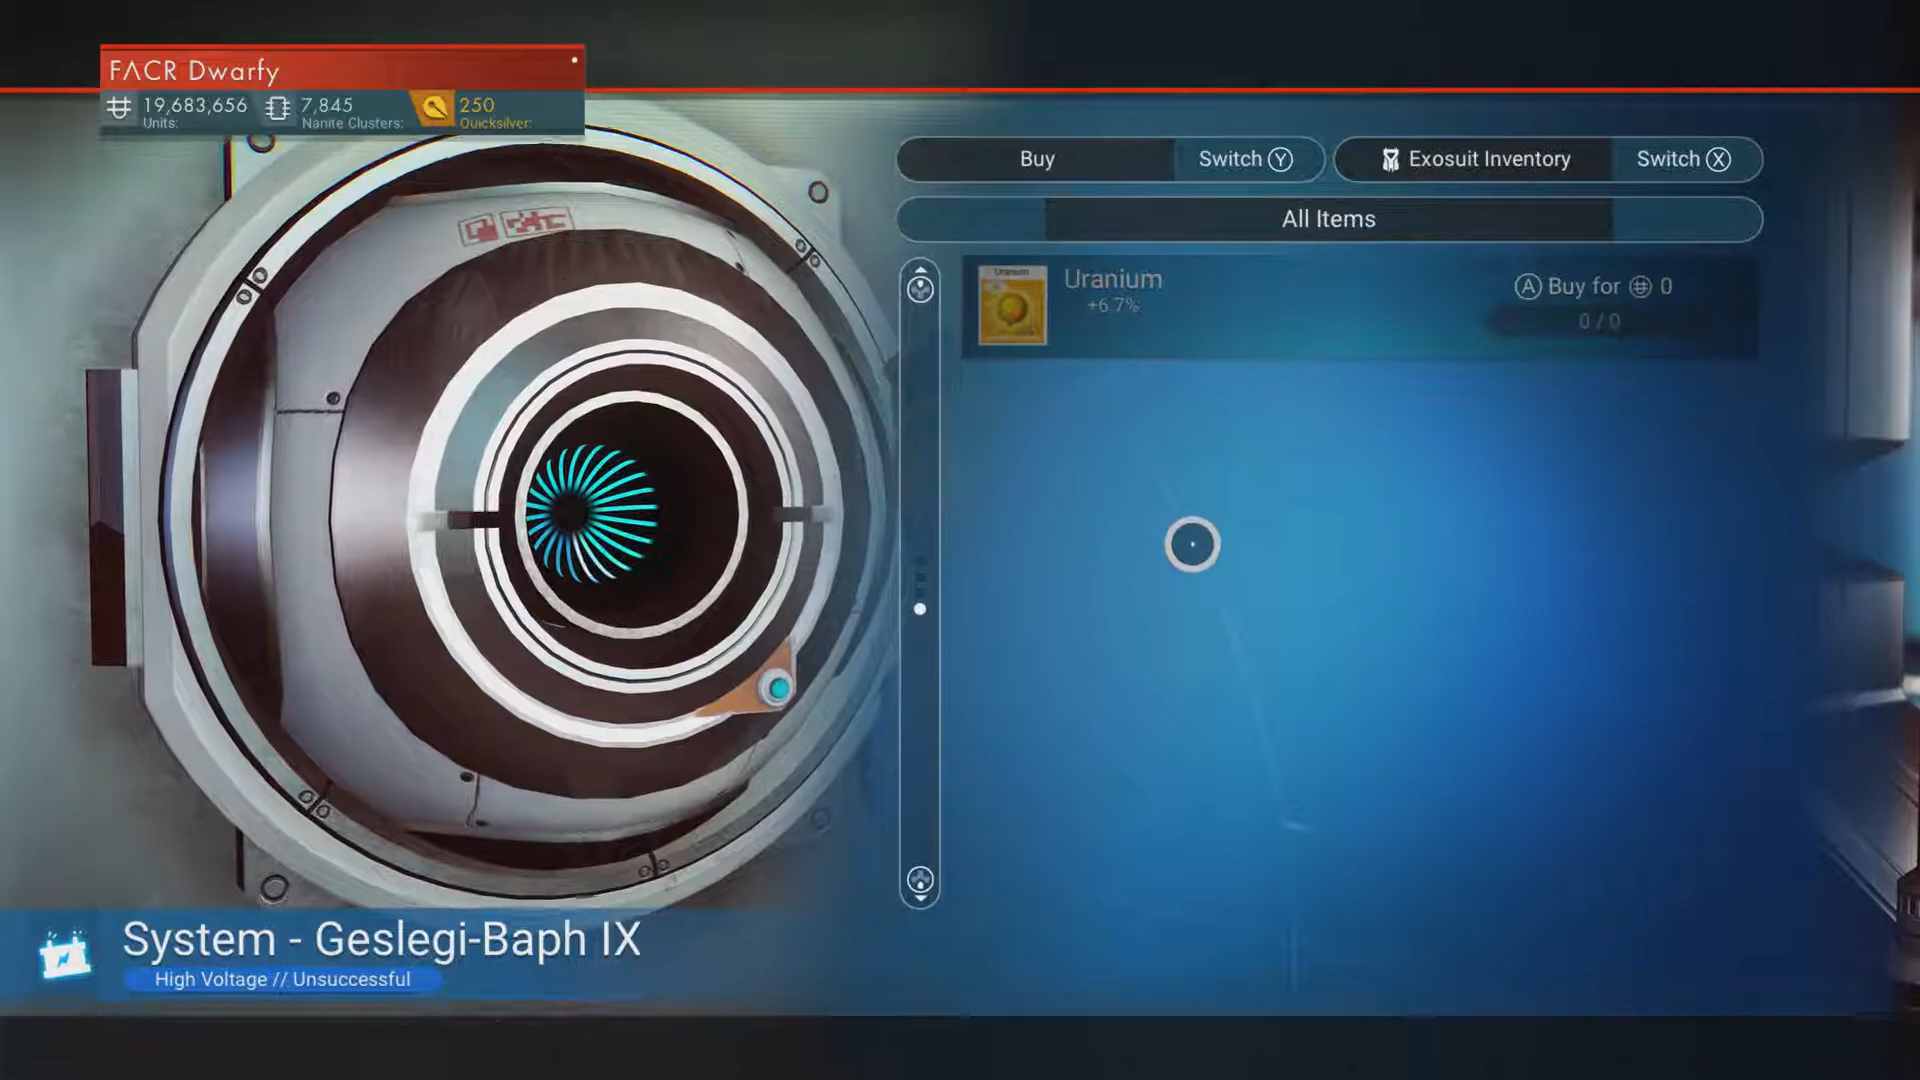 FACR Dwarfy
19,683,656
Units:
7,845
Nanite Clusters:
250
Quicksilver:
Buy
Switch Y
Exosuit Inventory
Switch X
All Items
Uranium
Uranium
+6.7%
A Buy for 0
0 / 0
System - Geslegi-Baph IX
High Voltage // Unsuccessful